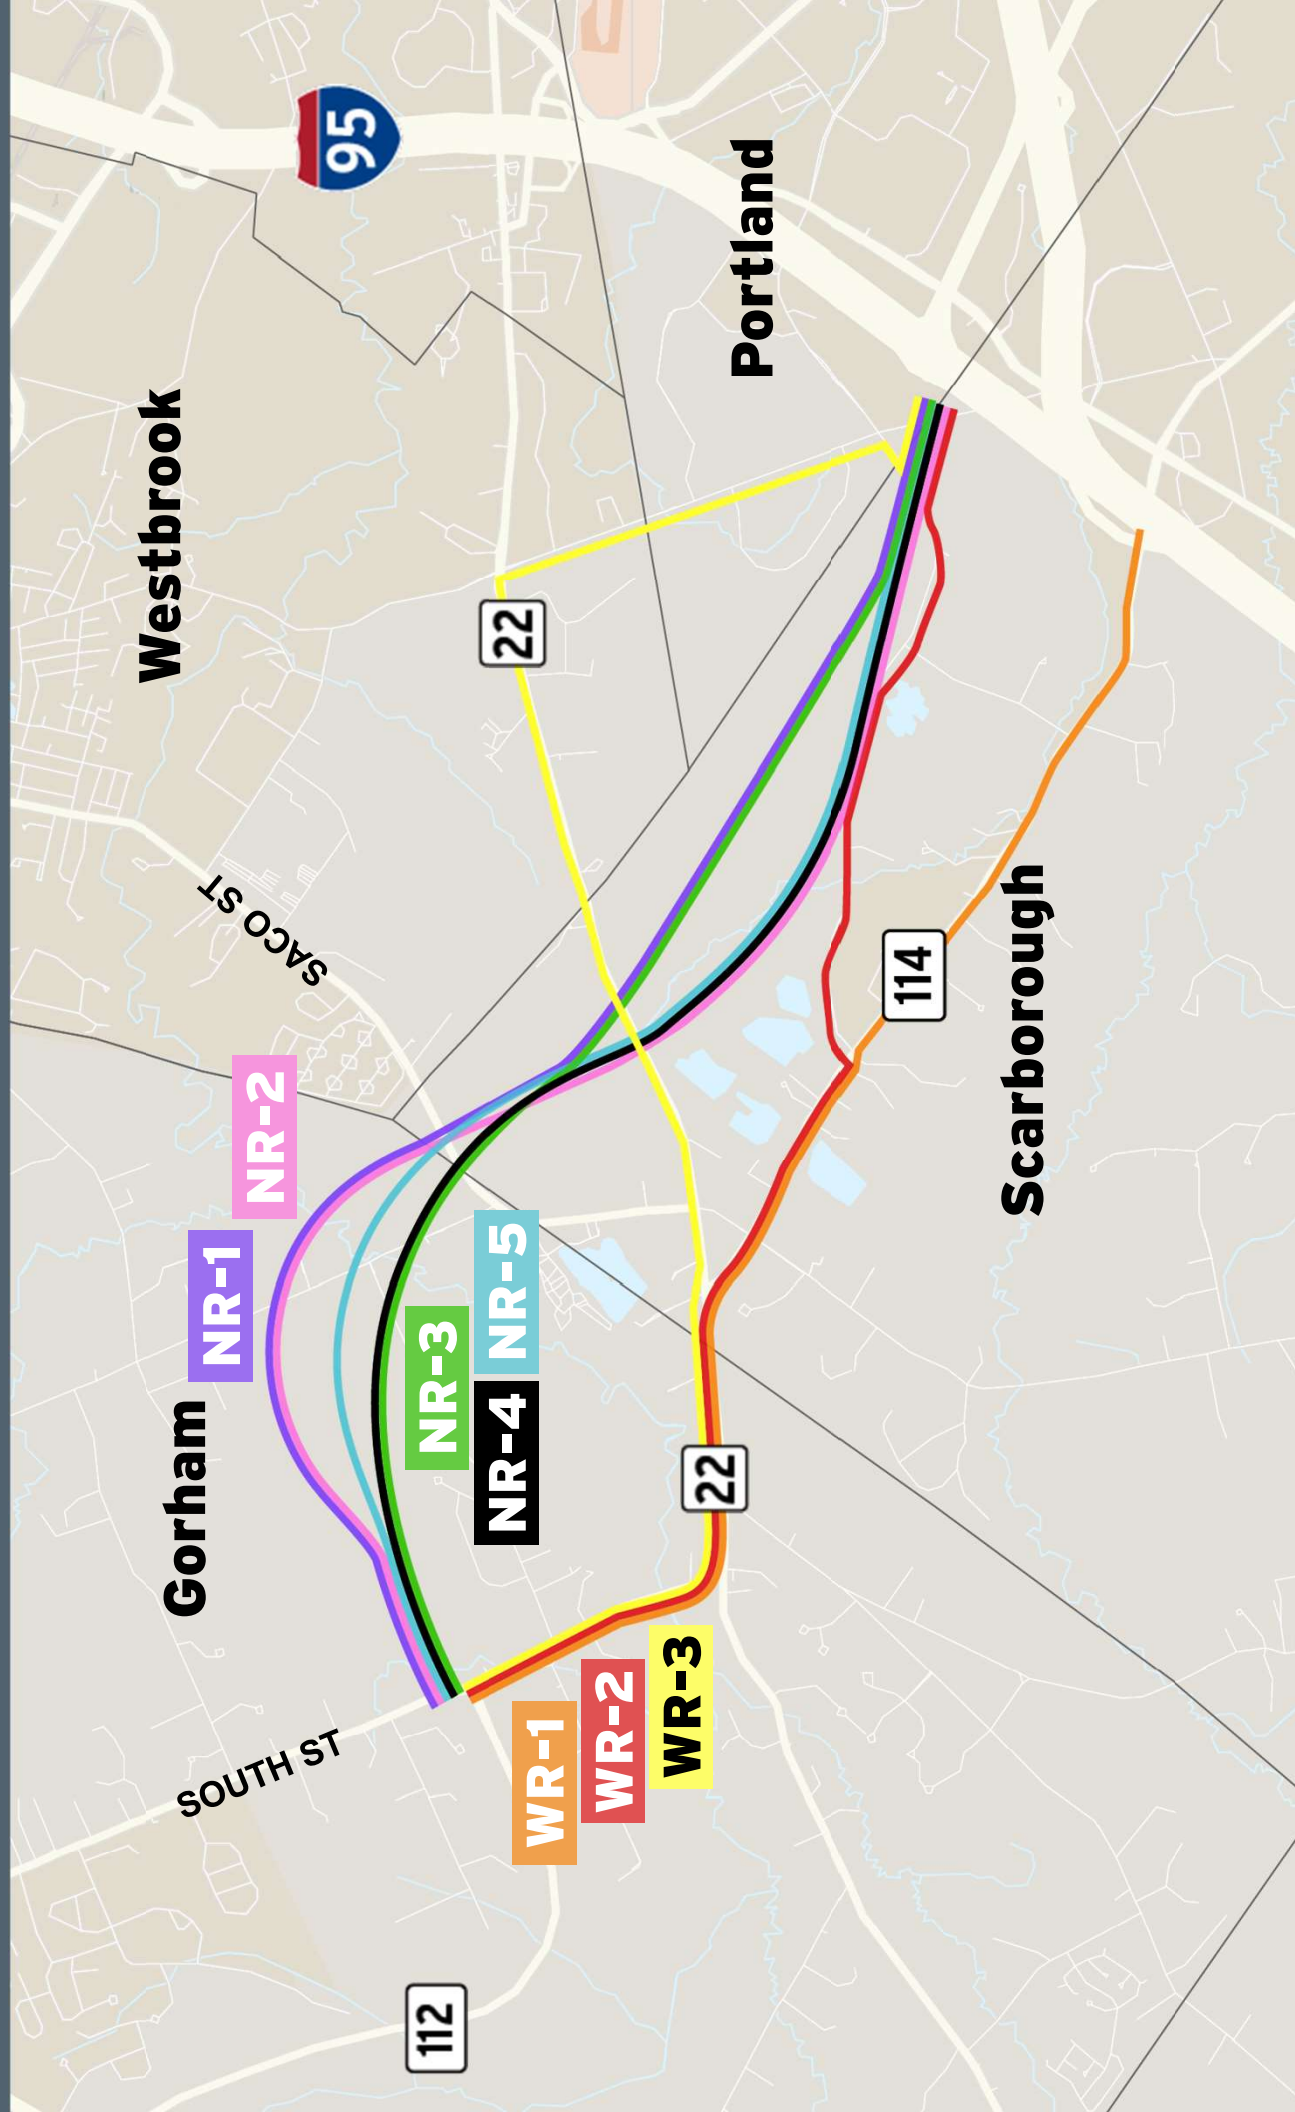 Westbrook
95
Portland
22
SACO ST
NR-2
NR-1
Gorham
NR-3
NR-5
NR-4
114
Scarborough
22
SOUTH ST
WR-1
WR-2
WR-3
112